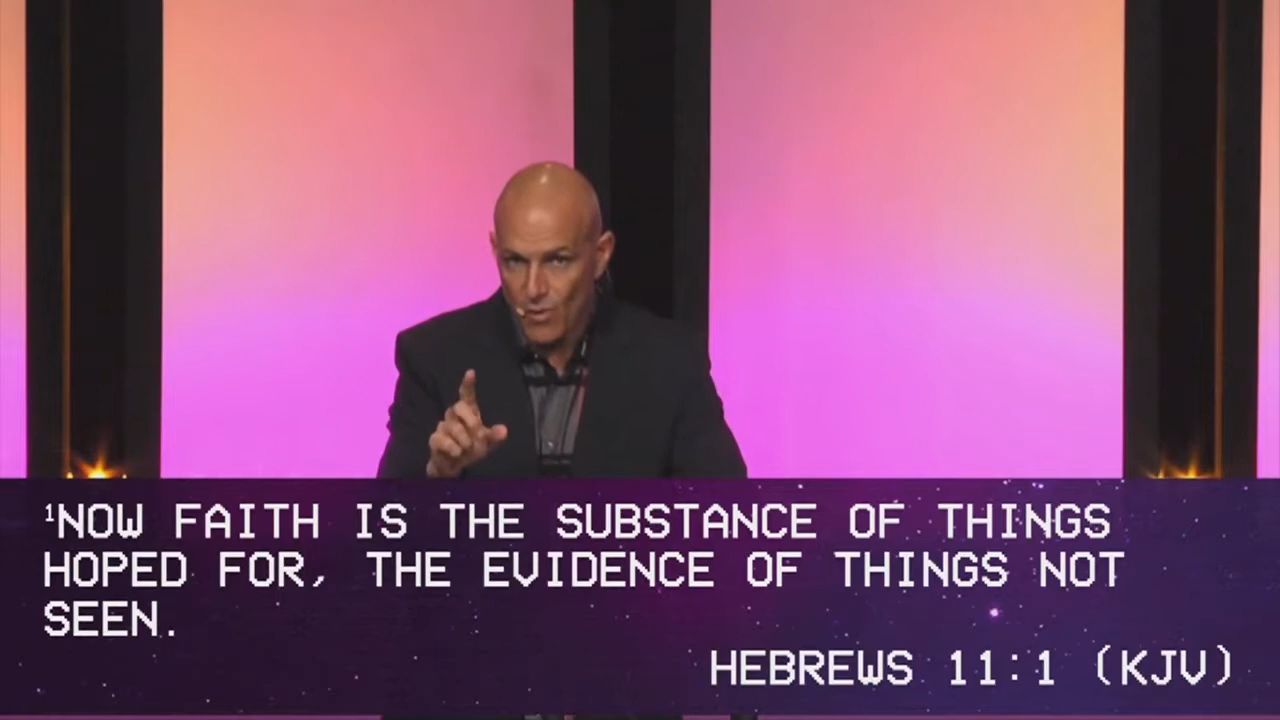 ¹NOW FAITH IS THE SUBSTANCE OF THINGS
HOPED FOR, THE EVIDENCE OF THINGS NOT
SEEN.
HEBREWS 11:1 (KJV)